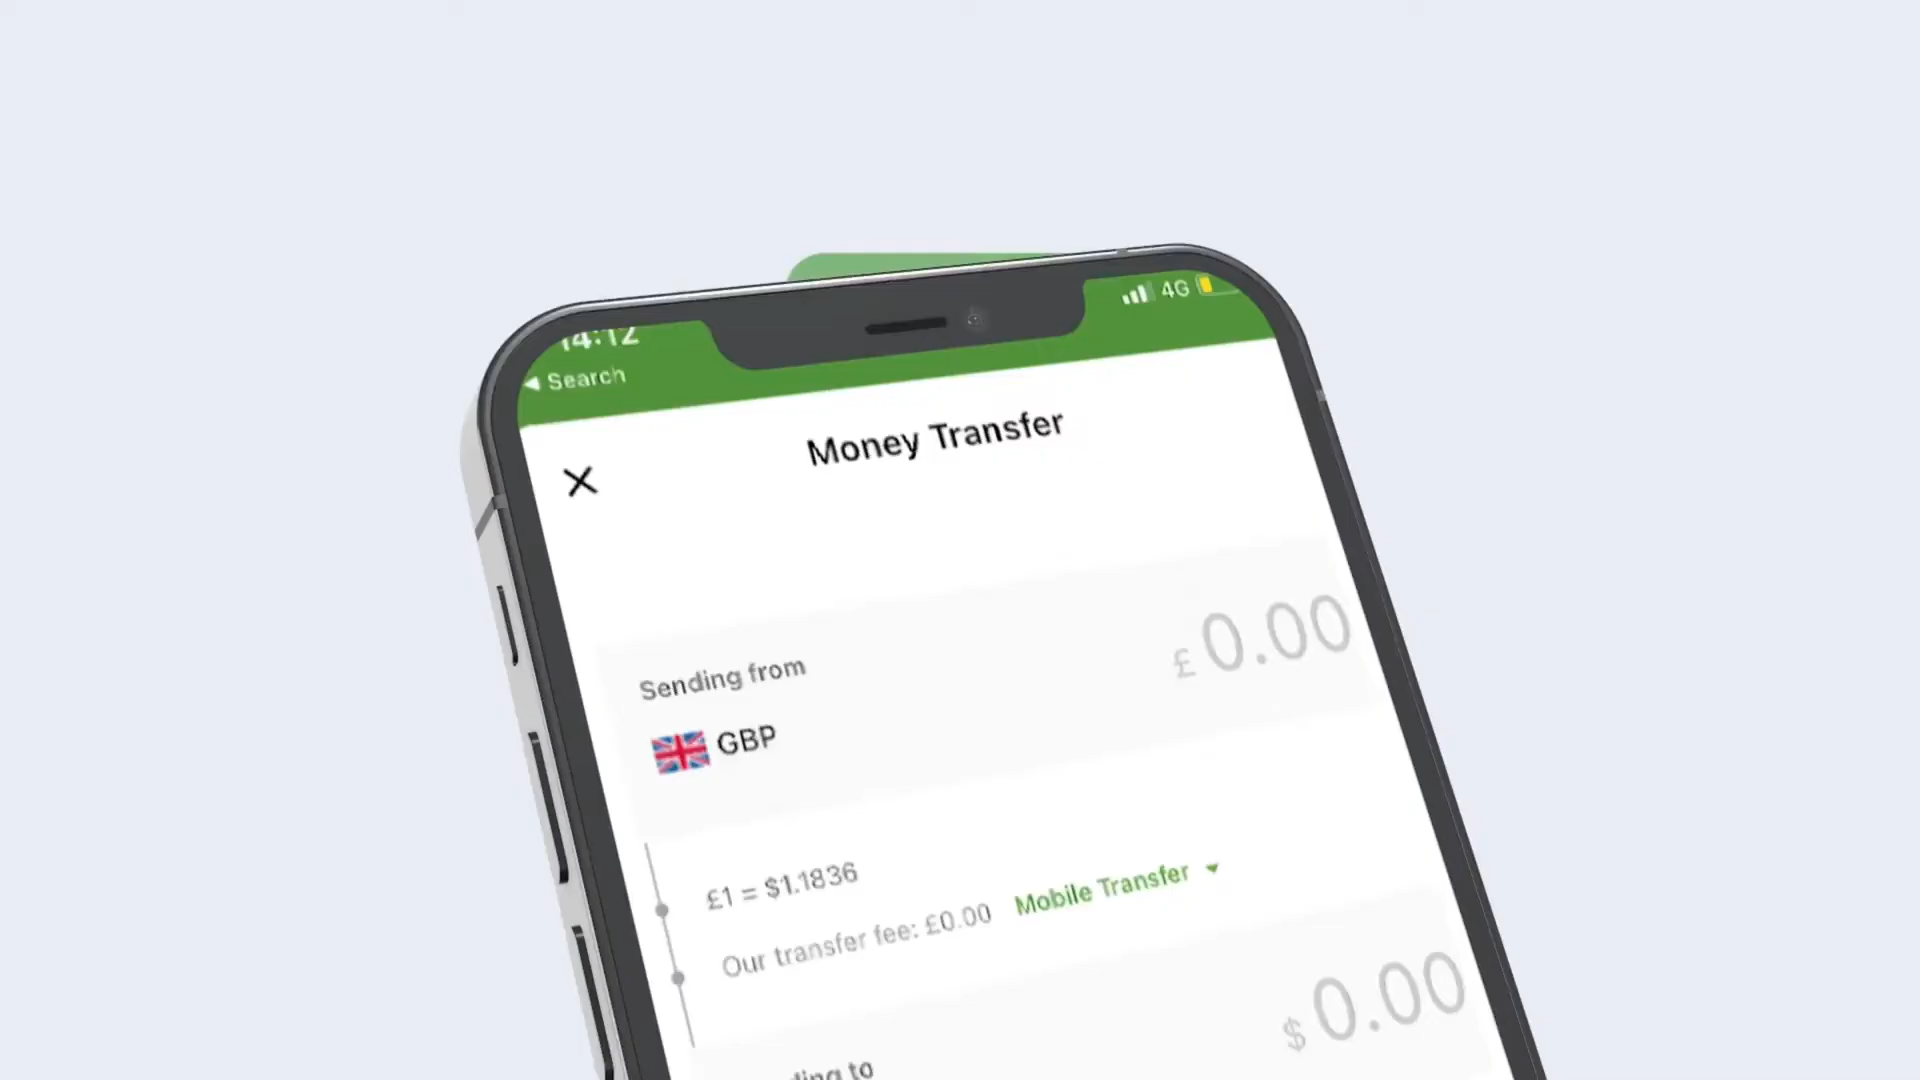 14:12
4G
Search
Money Transfer
Sending from
£0.00
GBP
£1 = $1.1836
Our transfer fee: £0.00 Mobile Transfer
$0.00
to